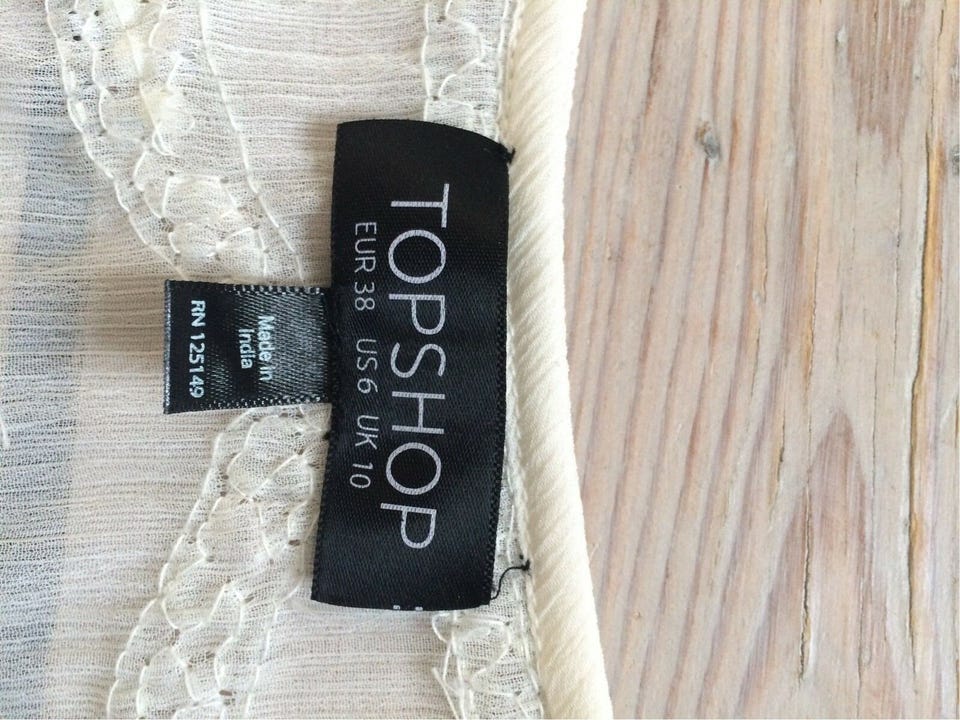 TOPSHOP
EUR 38 US 6 UK 10
Made in
India
RN 125149